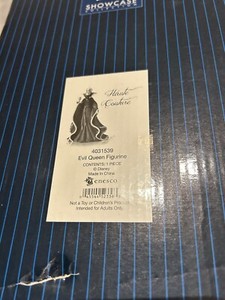 SHOWCASE
Haute
Couture
4031539
Evil Queen Figurine
CONTENTS: 1 PIECE
© Disney
Made in China
enesco
Not a Toy or Children's
Intended for Adults Only